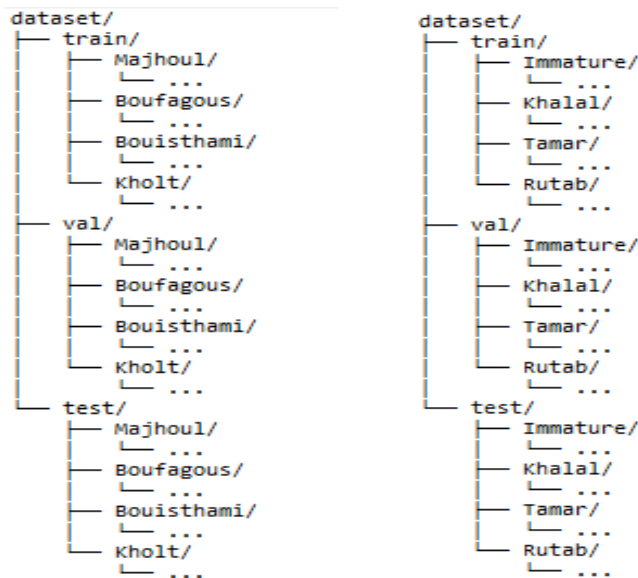 dataset/
├── train/
│   ├── Majhoul/
│   │   └── ...
│   ├── Boufagous/
│   │   └── ...
│   ├── Bouisthami/
│   │   └── ...
│   └── Kholt/
│       └── ...
├── val/
│   ├── Majhoul/
│   │   └── ...
│   ├── Boufagous/
│   │   └── ...
│   ├── Bouisthami/
│   │   └── ...
│   └── Kholt/
│       └── ...
└── test/
    ├── Majhoul/
    │   └── ...
    ├── Boufagous/
    │   └── ...
    ├── Bouisthami/
    │   └── ...
    └── Kholt/
        └── ...
dataset/
├── train/
│   ├── Immature/
│   │   └── ...
│   ├── Khalal/
│   │   └── ...
│   ├── Tamar/
│   │   └── ...
│   └── Rutab/
│       └── ...
├── val/
│   ├── Immature/
│   │   └── ...
│   ├── Khalal/
│   │   └── ...
│   ├── Tamar/
│   │   └── ...
│   └── Rutab/
│       └── ...
└── test/
    ├── Immature/
    │   └── ...
    ├── Khalal/
    │   └── ...
    ├── Tamar/
    │   └── ...
    └── Rutab/
        └── ...